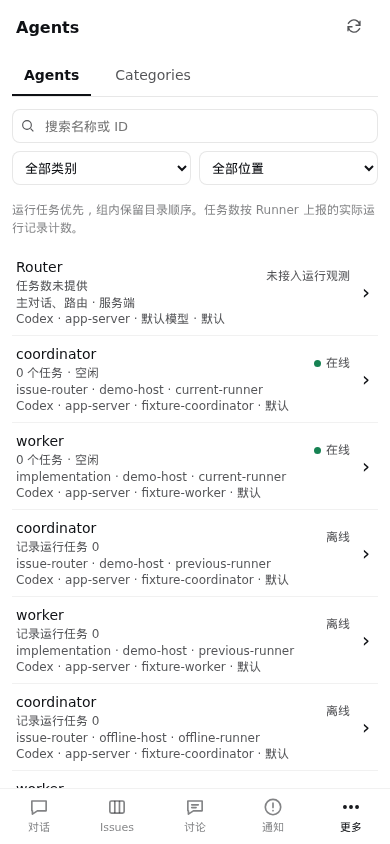 Agents
Agents
Categories
搜索名称或 ID
全部类别
全部位置
运行任务优先，组内保留目录顺序。任务数按 Runner 上报的实际运
行记录计数。
Router
未接入运行观测
任务数未提供
主对话、路由 · 服务端
Codex · app-server · 默认模型 · 默认
coordinator
在线
0 个任务 · 空闲
issue-router · demo-host · current-runner
Codex · app-server · fixture-coordinator · 默认
worker
在线
0 个任务 · 空闲
implementation · demo-host · current-runner
Codex · app-server · fixture-worker · 默认
coordinator
离线
记录运行任务 0
issue-router · demo-host · previous-runner
Codex · app-server · fixture-coordinator · 默认
worker
离线
记录运行任务 0
implementation · demo-host · previous-runner
Codex · app-server · fixture-worker · 默认
coordinator
离线
记录运行任务 0
issue-router · offline-host · offline-runner
Codex · app-server · fixture-coordinator · 默认
worker
对话
Issues
讨论
通知
更多